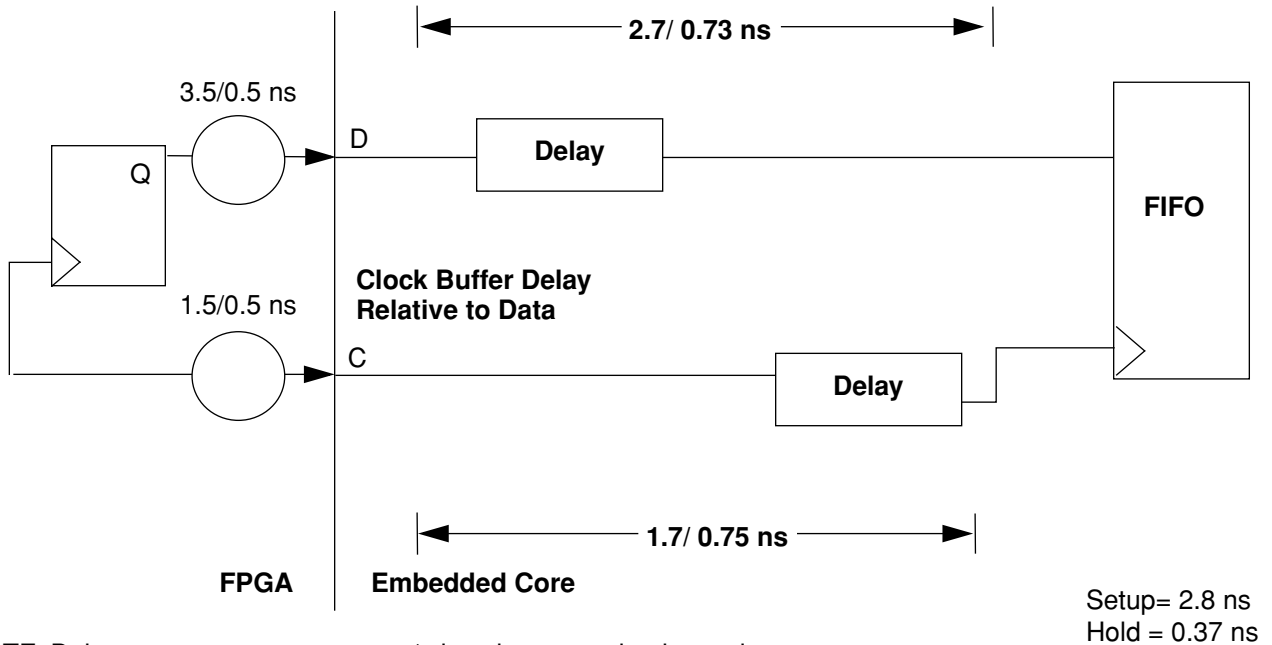 2.7/ 0.73 ns
3.5/0.5 ns
D
Delay
Q
FIFO
Clock Buffer Delay
Relative to Data
1.5/0.5 ns
C
Delay
1.7/ 0.75 ns
FPGA
Embedded Core
Setup= 2.8 ns
Hold = 0.37 ns